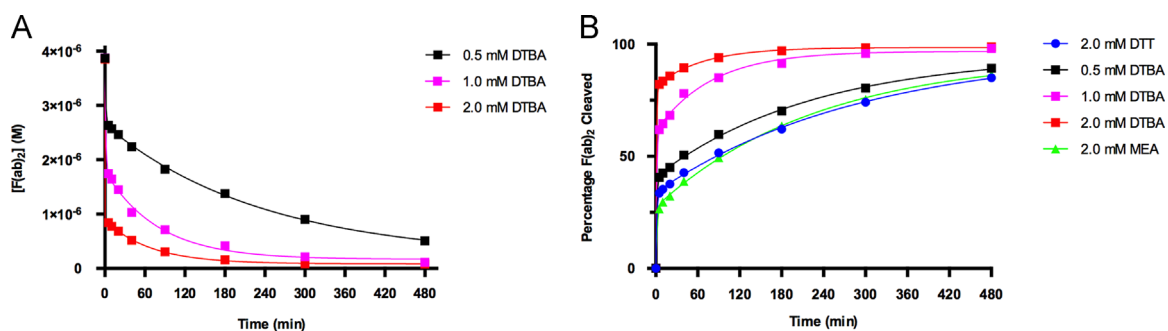 A
[F(ab)₂] (M)
4×10⁻⁶
3×10⁻⁶
2×10⁻⁶
1×10⁻⁶
0
0 60 120 180 240 300 360 420 480
Time (min)
0.5 mM DTBA
1.0 mM DTBA
2.0 mM DTBA
B
Percentage F(ab)₂ Cleaved
100
50
0
0 60 120 180 240 300 360 420 480
Time (min)
2.0 mM DTT
0.5 mM DTBA
1.0 mM DTBA
2.0 mM DTBA
2.0 mM MEA